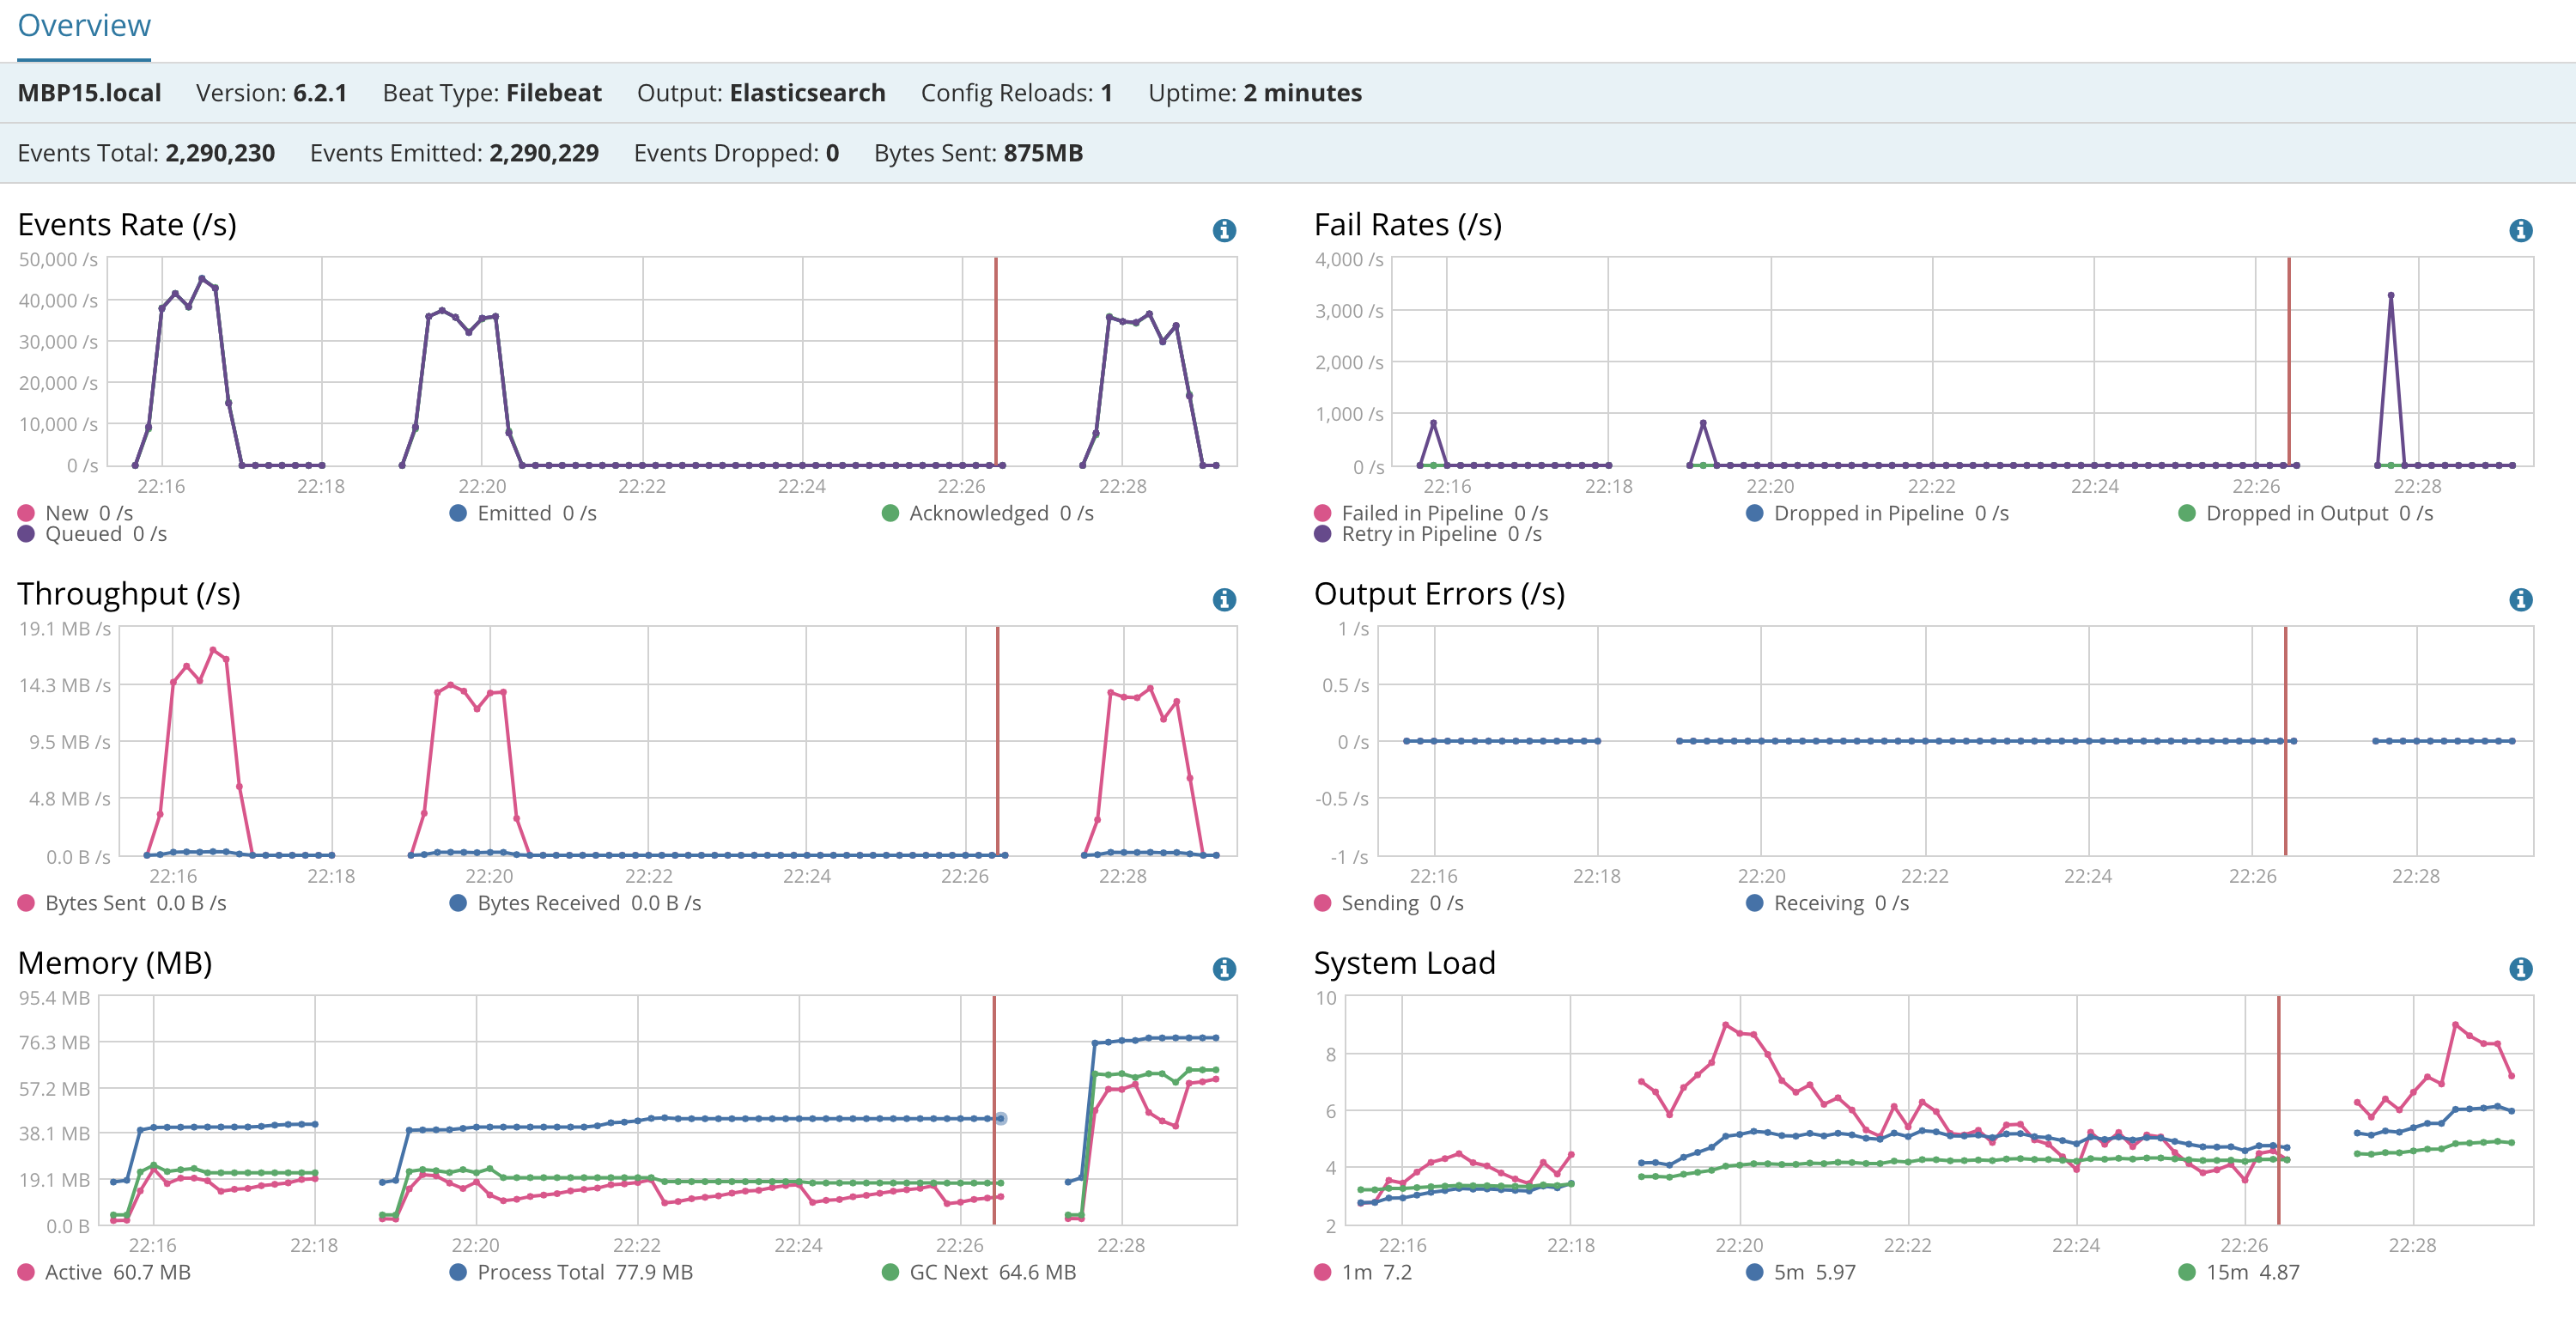 Overview
MBP15.local Version: 6.2.1 Beat Type: Filebeat Output: Elasticsearch Config Reloads: 1 Uptime: 2 minutes
Events Total: 2,290,230 Events Emitted: 2,290,229 Events Dropped: 0 Bytes Sent: 875MB
Events Rate (/s)
50,000 /s
40,000 /s
30,000 /s
20,000 /s
10,000 /s
0 /s
22:16 22:18 22:20 22:22 22:24 22:26 22:28
New 0 /s Emitted 0 /s Acknowledged 0 /s
Queued 0 /s
Fail Rates (/s)
4,000 /s
3,000 /s
2,000 /s
1,000 /s
0 /s
22:16 22:18 22:20 22:22 22:24 22:26 22:28
Failed in Pipeline 0 /s Dropped in Pipeline 0 /s Dropped in Output 0 /s
Retry in Pipeline 0 /s
Throughput (/s)
19.1 MB /s
14.3 MB /s
9.5 MB /s
4.8 MB /s
0.0 B /s
22:16 22:18 22:20 22:22 22:24 22:26 22:28
Bytes Sent 0.0 B /s Bytes Received 0.0 B /s
Output Errors (/s)
1 /s
0.5 /s
0 /s
-0.5 /s
-1 /s
22:16 22:18 22:20 22:22 22:24 22:26 22:28
Sending 0 /s Receiving 0 /s
Memory (MB)
95.4 MB
76.3 MB
57.2 MB
38.1 MB
19.1 MB
0.0 B
22:16 22:18 22:20 22:22 22:24 22:26 22:28
Active 60.7 MB Process Total 77.9 MB GC Next 64.6 MB
System Load
10
8
6
4
2
22:16 22:18 22:20 22:22 22:24 22:26 22:28
1m 7.2 5m 5.97 15m 4.87